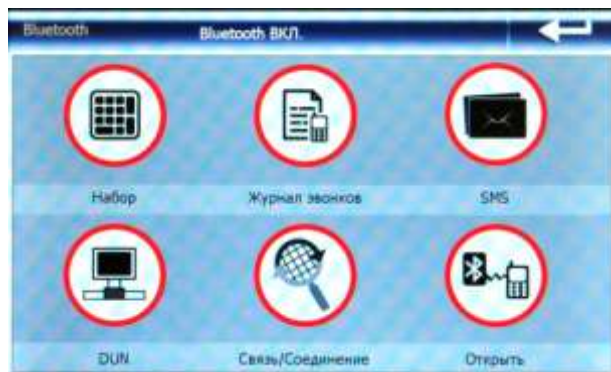 Bluetooth Bluetooth ВКЛ.
Набор Журнал звонков SMS
DUN Связь/Соединение Открыть